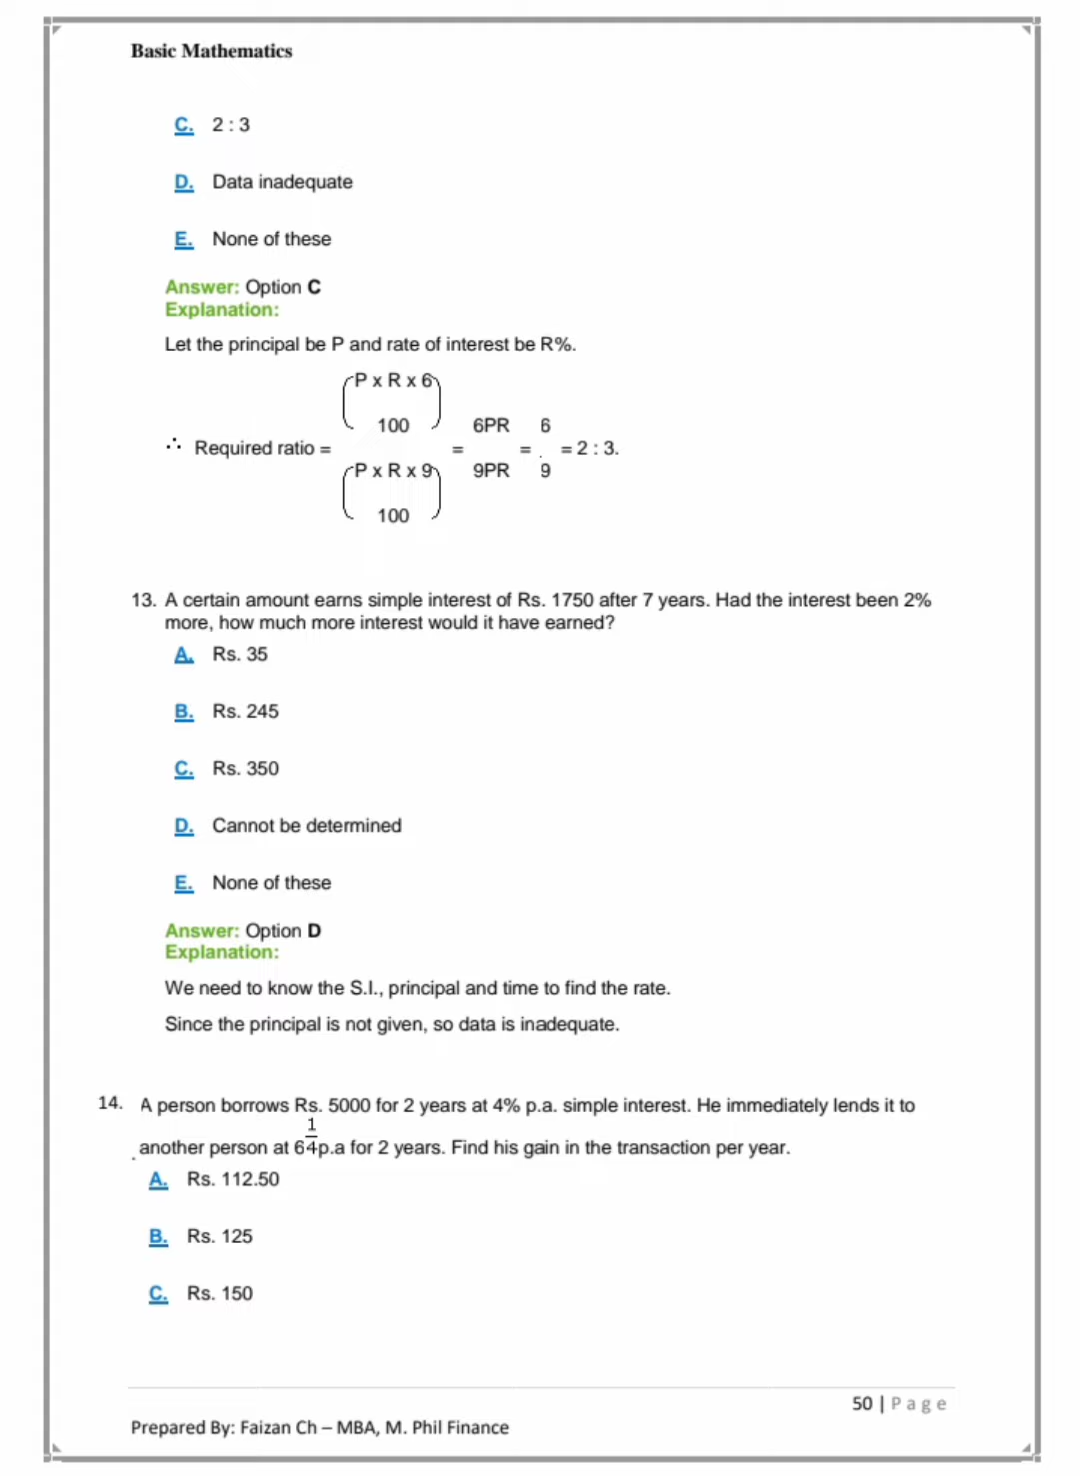 Basic Mathematics
C. 2 : 3
D. Data inadequate
E. None of these
Answer: Option C
Explanation:
Let the principal be P and rate of interest be R%.
∴ Required ratio = (P x R x 6 / 100) / (P x R x 9 / 100) = 6PR / 9PR = 6 / 9 = 2 : 3.
13. A certain amount earns simple interest of Rs. 1750 after 7 years. Had the interest been 2%
more, how much more interest would it have earned?
A. Rs. 35
B. Rs. 245
C. Rs. 350
D. Cannot be determined
E. None of these
Answer: Option D
Explanation:
We need to know the S.I., principal and time to find the rate.
Since the principal is not given, so data is inadequate.
14. A person borrows Rs. 5000 for 2 years at 4% p.a. simple interest. He immediately lends it to
another person at 6 1/4 p.a for 2 years. Find his gain in the transaction per year.
A. Rs. 112.50
B. Rs. 125
C. Rs. 150
50 | Page
Prepared By: Faizan Ch – MBA, M. Phil Finance